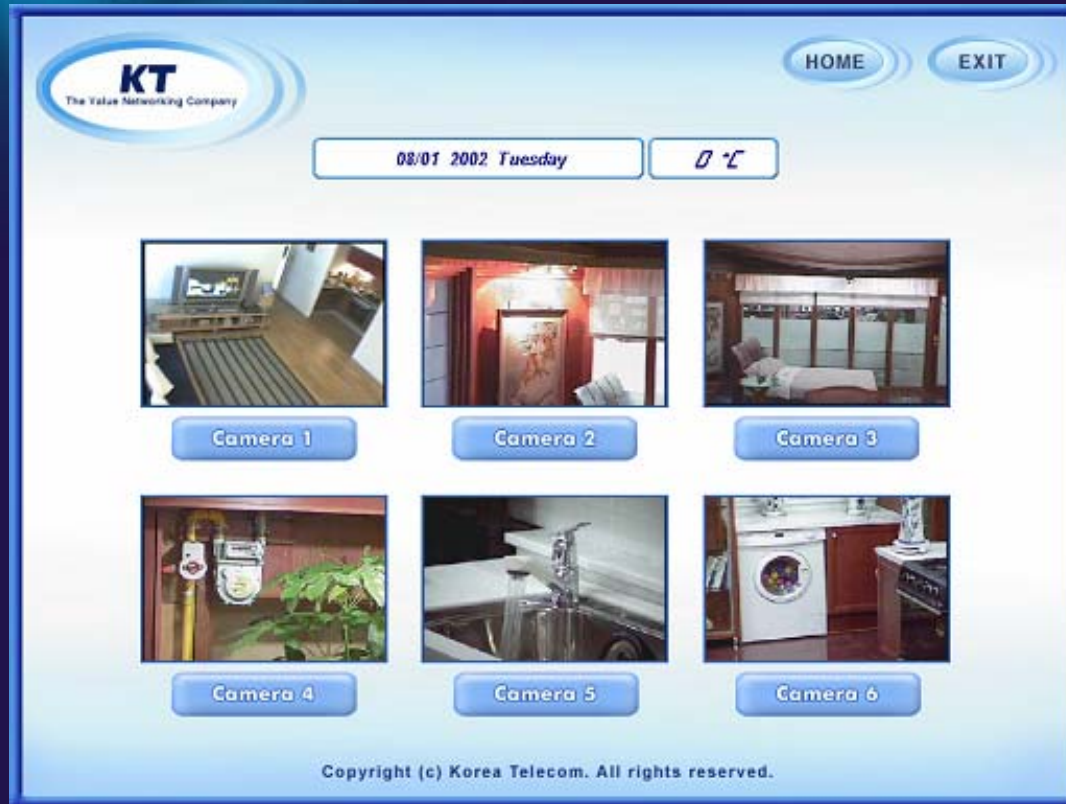 KT
The Value Networking Company
HOME
EXIT
08/01 2002 Tuesday
0 °C
Camera 1
Camera 2
Camera 3
Camera 4
Camera 5
Camera 6
Copyright (c) Korea Telecom. All rights reserved.